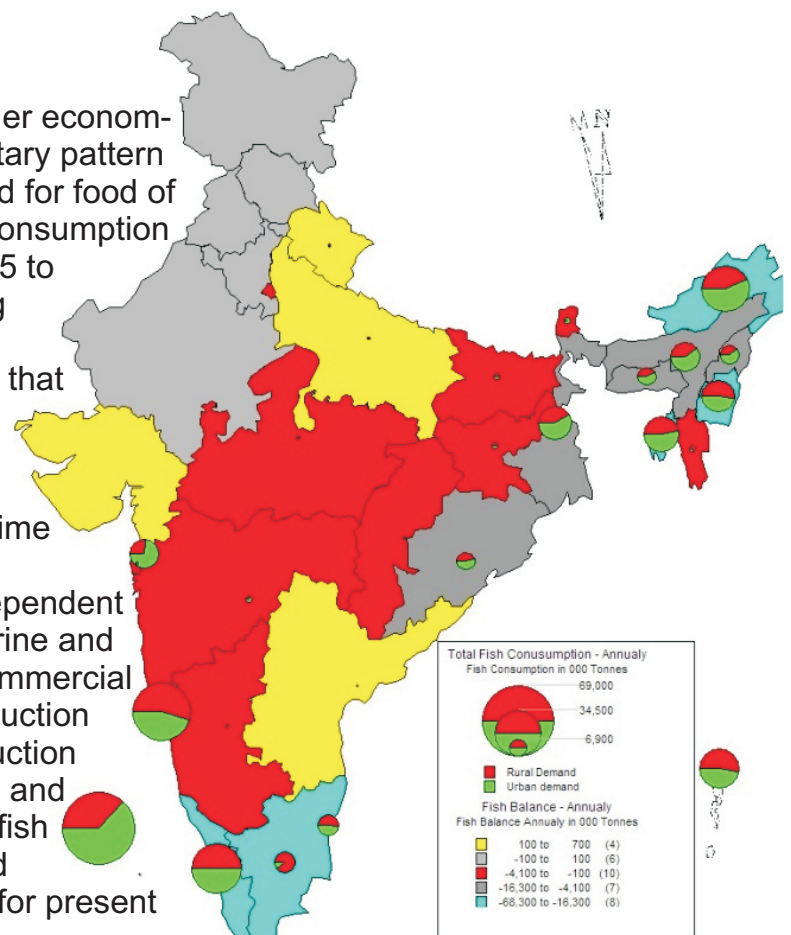 er econom-
tary pattern
d for food of
onsumption
5 to
g
that
ime
ependent
rine and
ommercial
uction
uction
and
fish
d
for present
M N
Total Fish Conusumption - Annualy
Fish Consumption in 000 Tonnes
69,000
34,500
6,900
Rural Demand
Urban demand
Fish Balance - Annualy
Fish Balance Annualy in 000 Tonnes
100 to 700 (4)
-100 to 100 (6)
-4,100 to -100 (10)
-16,300 to -4,100 (7)
-68,300 to -16,300 (8)